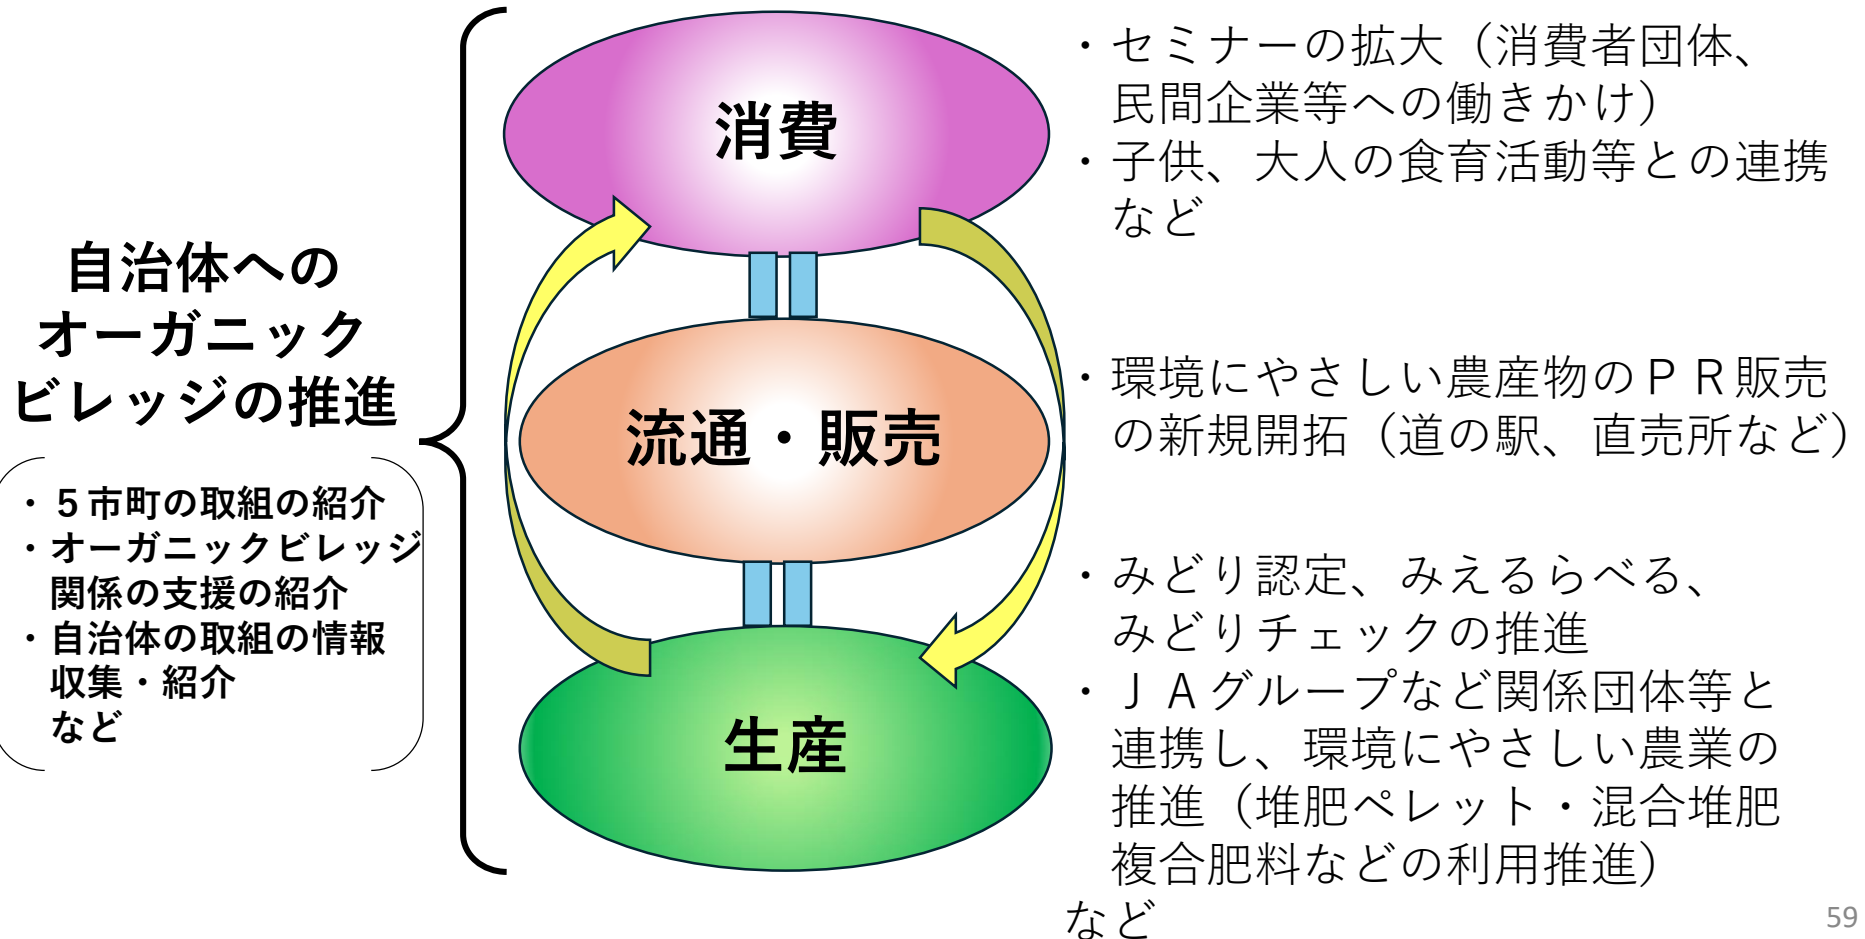 自治体への
オーガニック
ビレッジの推進
・５市町の取組の紹介
・オーガニックビレッジ
関係の支援の紹介
・自治体の取組の情報
収集・紹介
など
消費
流通・販売
生産
・セミナーの拡大（消費者団体、
民間企業等への働きかけ）
・子供、大人の食育活動等との連携
など
・環境にやさしい農産物のＰＲ販売
の新規開拓（道の駅、直売所など）
・みどり認定、みえるらべる、
みどりチェックの推進
・ＪＡグループなど関係団体等と
連携し、環境にやさしい農業の
推進（堆肥ペレット・混合堆肥
複合肥料などの利用推進）
など
59